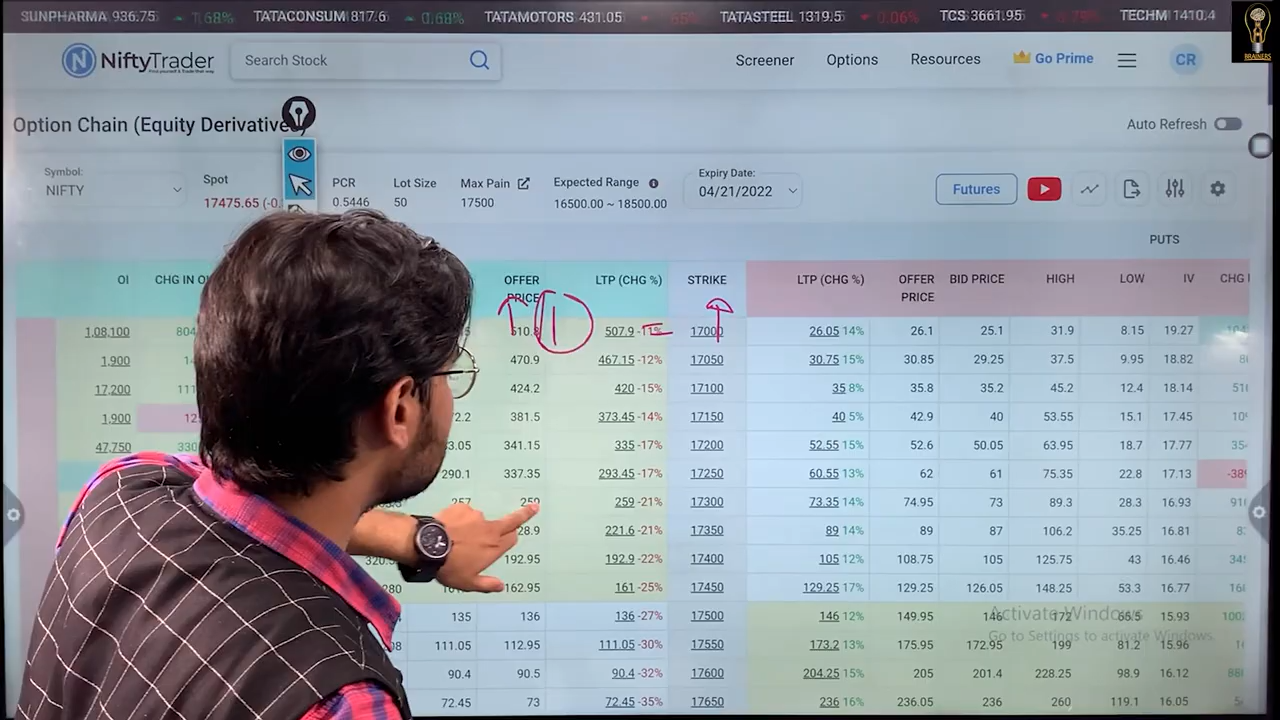 SUNPHARMA 936.75 1.68% TATACONSUM 817.6 0.68% TATAMOTORS 431.05 TATASTEEL 1319.5 0.06% TCS 3661.95 0.79% TECHM 1410.4
BRAINERS
N NiftyTrader Search Stock Screener Options Resources Go Prime CR
Option Chain (Equity Derivatives) Auto Refresh
Symbol: NIFTY
Spot 17475.65
PCR 0.5446
Lot Size 50
Max Pain 17500
Expected Range 16500.00 ~ 18500.00
Expiry Date: 04/21/2022
Futures
PUTS
OI OFFER PRICE LTP (CHG %) STRIKE LTP (CHG %) OFFER PRICE BID PRICE HIGH LOW IV
1,08,100 507.9 17000 26.05 14% 26.1 25.1 31.9 8.15 19.27
1,900 470.9 467.15 -12% 17050 30.75 15% 30.85 29.25 37.5 9.95 18.82
17,200 424.2 420 -15% 17100 35 8% 35.8 35.2 45.2 12.4 18.14
1,900 381.5 373.45 -14% 17150 40 5% 42.9 40 53.55 15.1 17.45
47,750 341.15 335 -17% 17200 52.55 15% 52.6 50.05 63.95 18.7 17.77
290.1 337.35 293.45 -17% 17250 60.55 13% 62 61 75.35 22.8 17.13
257 259 -21% 17300 73.35 14% 74.95 73 89.3 28.3 16.93
221.6 -21% 17350 89 14% 89 87 106.2 35.25 16.81
192.95 192.9 -22% 17400 105 12% 108.75 105 125.75 43 16.46
162.95 161 -25% 17450 129.25 17% 129.25 126.05 148.25 53.3 16.77
135 136 136 -27% 17500 146 12% 149.95 146 172 65.5 15.93
111.05 112.95 111.05 -30% 17550 173.2 13% 175.95 172.95 199 81.2 15.96
90.4 90.5 90.4 -32% 17600 204.25 15% 205 201.4 228.25 98.9 16.12
72.45 73 72.45 -35% 17650 236 16% 236.05 236 260 119.1 16.05
Activate Windows
Go to Settings to activate Windows.